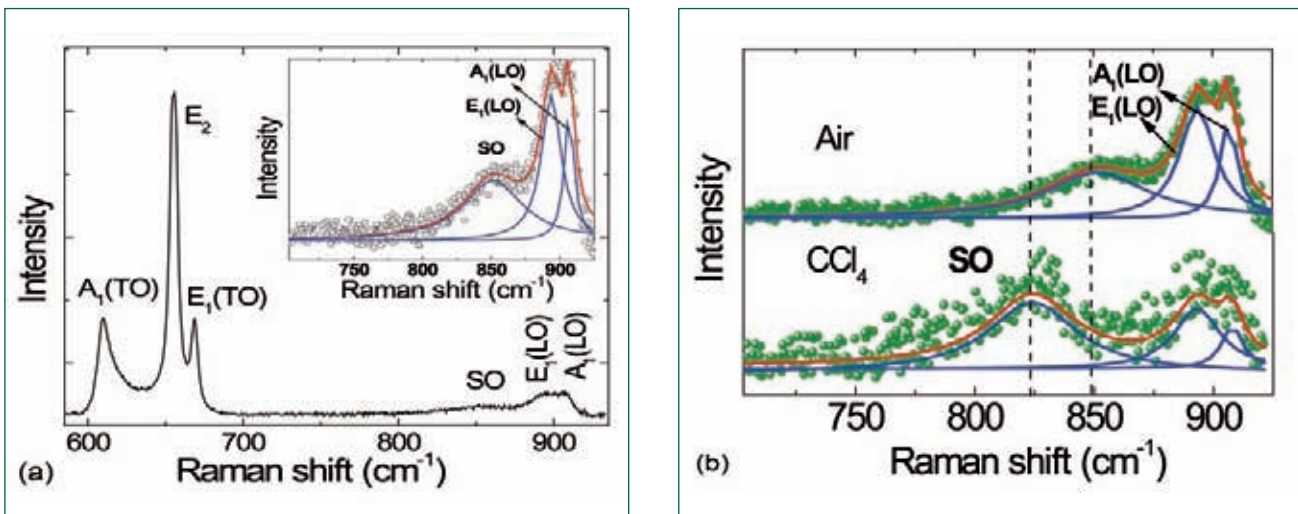 A₁(LO)
E₁(LO)
SO
Intensity
750 800 850 900
Raman shift (cm⁻¹)
E₂
A₁(TO)
E₁(TO)
SO
E₁(LO)
A₁(LO)
Intensity
600 700 800 900
(a)
Raman shift (cm⁻¹)
A₁(LO)
E₁(LO)
Air
CCl₄
SO
Intensity
750 800 850 900
(b)
Raman shift (cm⁻¹)